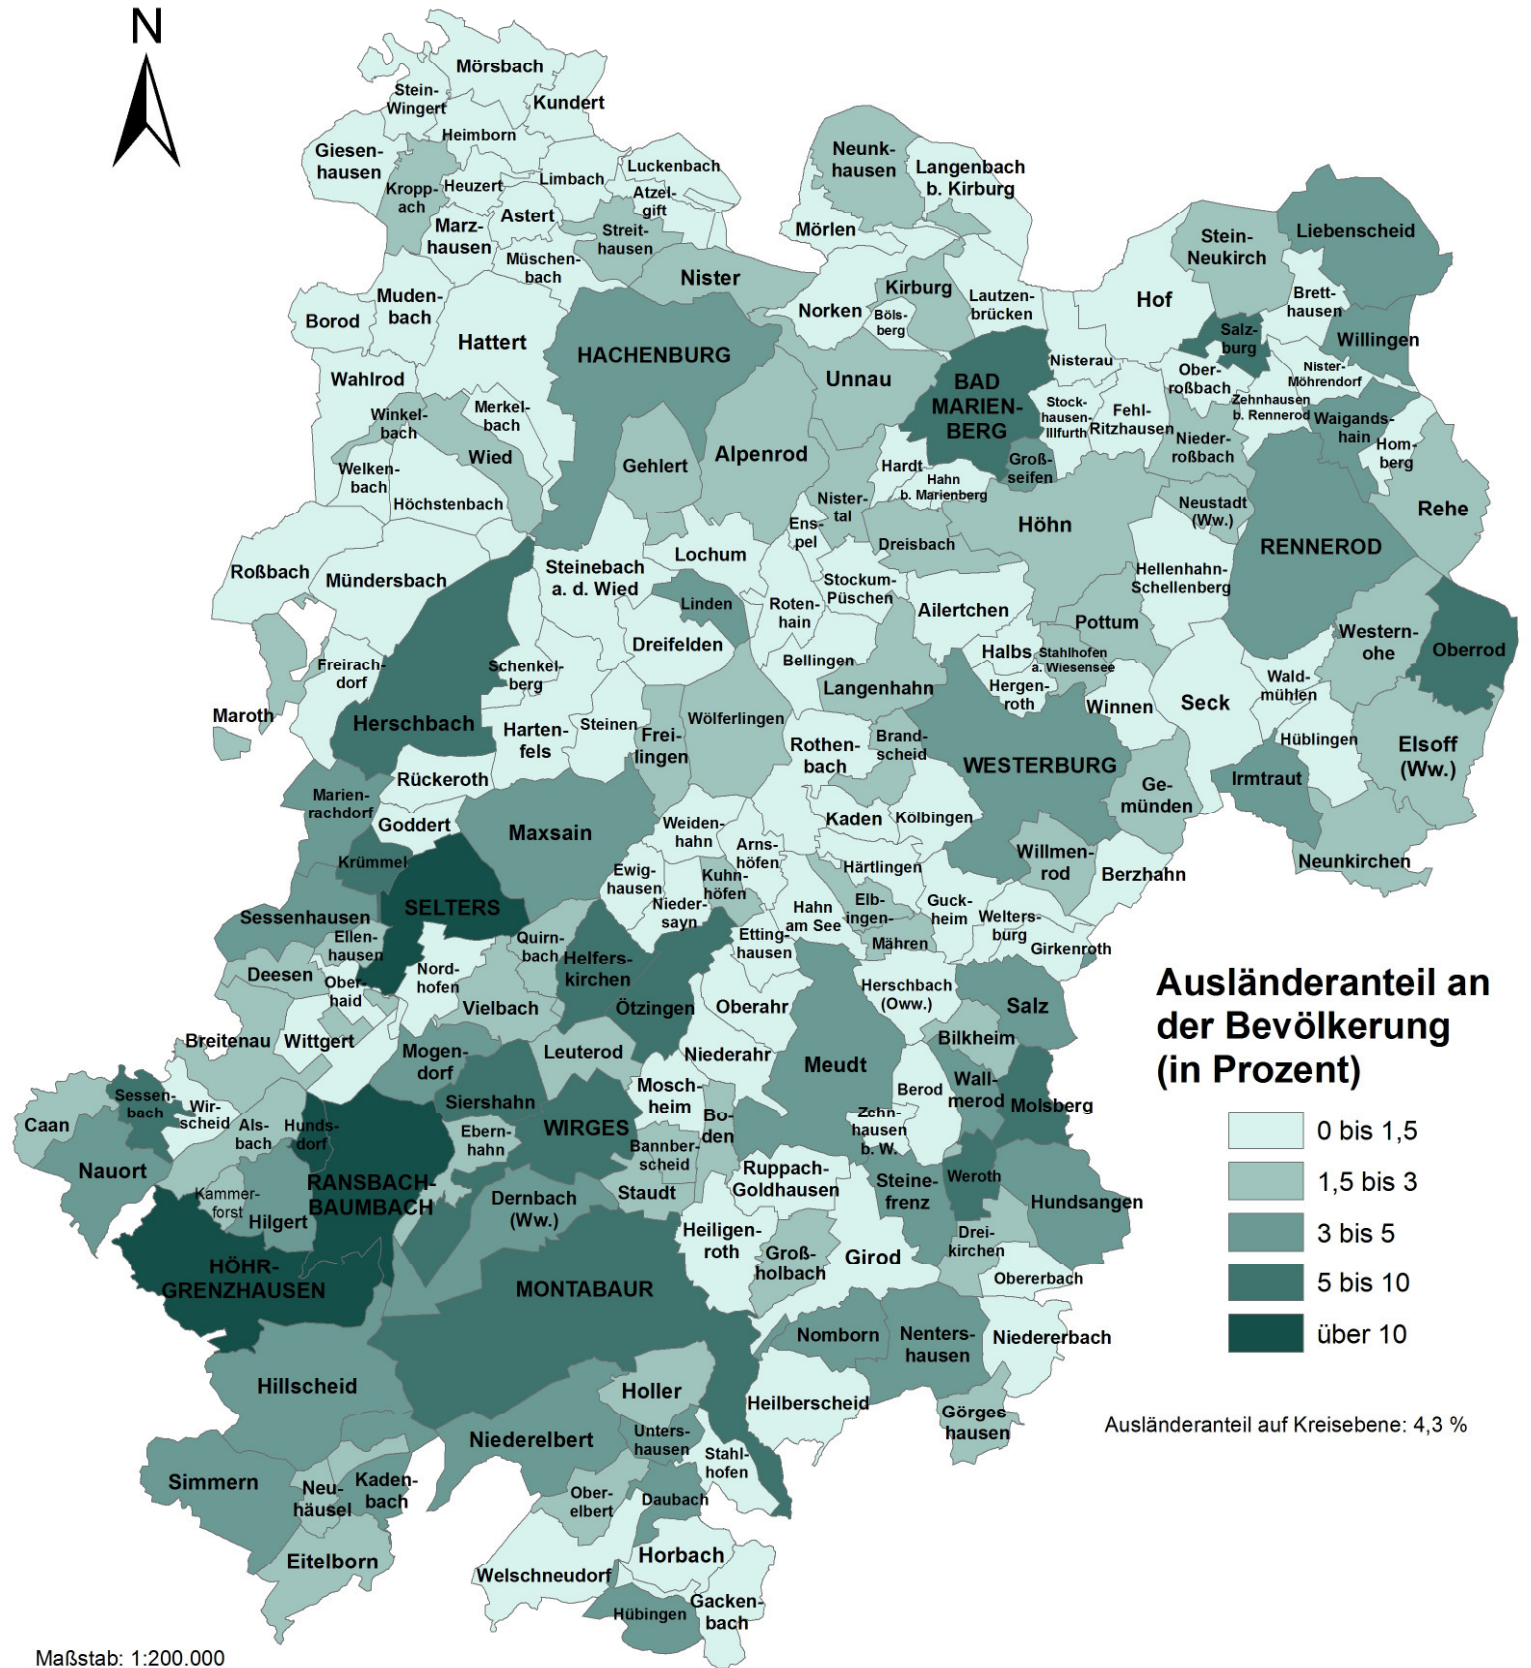 N
Mörsbach
Stein-
Wingert
Kundert
Heimborn
Giesen-
hausen
Kropp-
ach
Heuzert
Limbach
Luckenbach
Atzel-
gift
Astert
Marz-
hausen
Streit-
hausen
Müschen-
bach
Nister
Neunk-
hausen
Langenbach
b. Kirburg
Mörlen
Stein-
Neukirch
Liebenscheid
Borod
Muden-
bach
Hattert
HACHENBURG
Norken
Kirburg
Böls-
berg
Lautzen-
brücken
Hof
Brett-
hausen
Salz-
burg
Willingen
Wahlrod
Unnau
BAD
MARIEN-
BERG
Nisterau
Ober-
roßbach
Nister-
Möhrendorf
Zehnhausen
b. Rennerod
Stock-
hausen-
Illfurth
Fehl-
Ritzhausen
Waigands-
hain
Hom-
berg
Winkel-
bach
Merkel-
bach
Wied
Welken-
bach
Höchstenbach
Gehlert
Alpenrod
Hardt
Hahn
b. Marienberg
Groß-
seifen
Nieder-
roßbach
Rehe
Nister-
tal
Ens-
pel
Dreisbach
Höhn
Neustadt
(Ww.)
RENNEROD
Roßbach
Mündersbach
Steinebach
a. d. Wied
Lochum
Linden
Roten-
hain
Stockum-
Püschen
Ailertchen
Hellenhahn-
Schellenberg
Pottum
Western-
ohe
Oberrod
Dreifelden
Freirach-
dorf
Schenkel-
berg
Bellingen
Halbs
Stahlhofen
a. Wiesensee
Langenhahn
Hergen-
roth
Winnen
Seck
Wald-
mühlen
Maroth
Herschbach
Harten-
fels
Steinen
Frei-
lingen
Wölferlingen
Rothen-
bach
Brand-
scheid
WESTERBURG
Hüblingen
Elsoff
(Ww.)
Rückeroth
Marien-
rachdorf
Goddert
Maxsain
Weiden-
hahn
Kaden
Kölbingen
Ge-
münden
Irmtraut
Neunkirchen
Krümmel
Arns-
höfen
Ewig-
hausen
Kuhn-
höfen
Härtlingen
Willmen-
rod
Berzhahn
SELTERS
Nieder-
sayn
Hahn
am See
Elb-
ingen-
Guck-
heim
Welters-
burg
Sessenhausen
Ellen-
hausen
Quirn-
bach
Helfers-
kirchen
Etting-
hausen
Mähren
Girkenroth
Deesen
Ober-
haid
Nord-
hofen
Vielbach
Ötzingen
Oberahr
Herschbach
(Oww.)
Salz
Breitenau
Wittgert
Mogen-
dorf
Leuterod
Niederahr
Meudt
Bilkheim
Berod
Wall-
merod
Molsberg
Sessen-
bach
Wir-
scheid
Caan
Als-
bach
Hunds-
dorf
Siershahn
Ebern-
hahn
WIRGES
Mosch-
heim
Bo-
den
Zehn-
hausen
b. W.
Bannber-
scheid
Nauort
Kammer-
forst
Hilgert
RANSBACH-
BAUMBACH
Dernbach
(Ww.)
Staudt
Ruppach-
Goldhausen
Steine-
frenz
Weroth
Hundsangen
HÖHR-
GRENZHAUSEN
MONTABAUR
Heiligen-
roth
Groß-
holbach
Girod
Drei-
kirchen
Obererbach
Nomborn
Nenters-
hausen
Niedererbach
Hillscheid
Holler
Heilberscheid
Görges
hausen
Niederelbert
Unters-
hausen
Stahl-
hofen
Simmern
Neu-
häusel
Kaden-
bach
Ober-
elbert
Daubach
Eitelborn
Welschneudorf
Horbach
Gacken-
bach
Hübingen
Ausländeranteil an
der Bevölkerung
(in Prozent)
0 bis 1,5
1,5 bis 3
3 bis 5
5 bis 10
über 10
Ausländeranteil auf Kreisebene: 4,3 %
Maßstab: 1:200.000